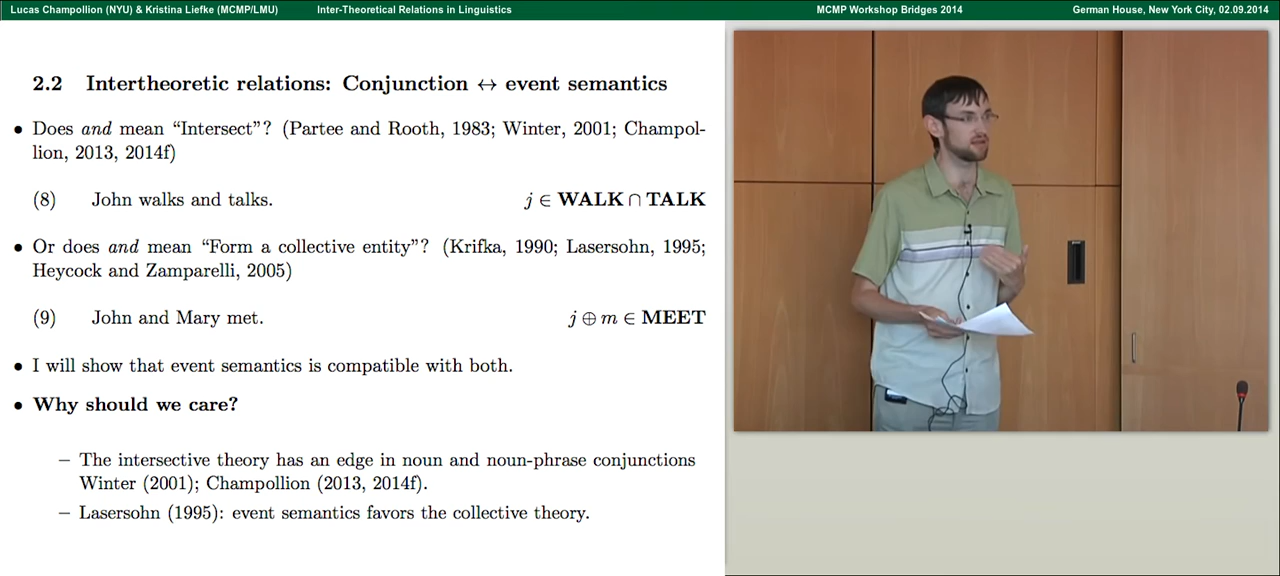 Lucas Champollion (NYU) & Kristina Liefke (MCMP/LMU) Inter-Theoretical Relations in Linguistics MCMP Workshop Bridges 2014 German House, New York City, 02.09.2014
2.2 Intertheoretic relations: Conjunction ↔ event semantics
• Does and mean “Intersect”? (Partee and Rooth, 1983; Winter, 2001; Champol-
lion, 2013, 2014f)
(8) John walks and talks. j ∈ WALK ∩ TALK
• Or does and mean “Form a collective entity”? (Krifka, 1990; Lasersohn, 1995;
Heycock and Zamparelli, 2005)
(9) John and Mary met. j ⊕ m ∈ MEET
• I will show that event semantics is compatible with both.
• Why should we care?
– The intersective theory has an edge in noun and noun-phrase conjunctions
Winter (2001); Champollion (2013, 2014f).
– Lasersohn (1995): event semantics favors the collective theory.